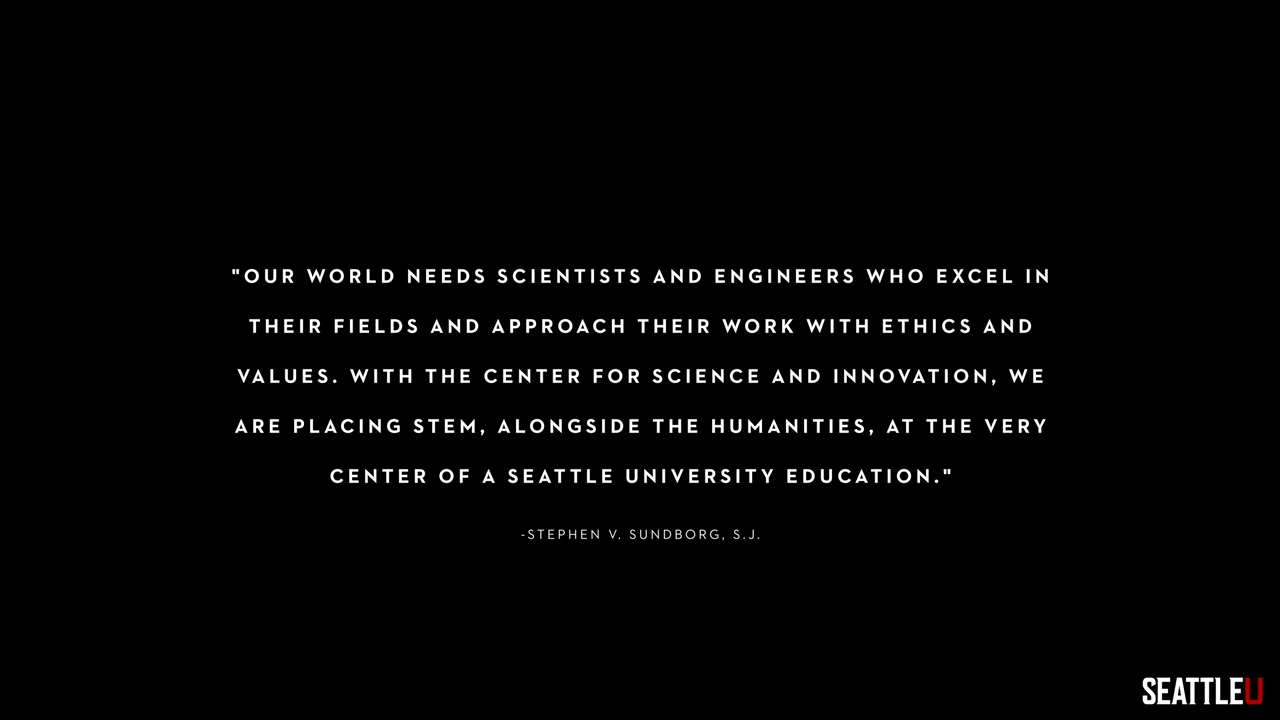 "OUR WORLD NEEDS SCIENTISTS AND ENGINEERS WHO EXCEL IN
THEIR FIELDS AND APPROACH THEIR WORK WITH ETHICS AND
VALUES. WITH THE CENTER FOR SCIENCE AND INNOVATION, WE
ARE PLACING STEM, ALONGSIDE THE HUMANITIES, AT THE VERY
CENTER OF A SEATTLE UNIVERSITY EDUCATION."
-STEPHEN V. SUNDBORG, S.J.
SEATTLEU